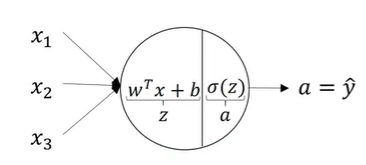 x₁
x₂
x₃
wᵀx + b
z
σ(z)
a
a = ŷ